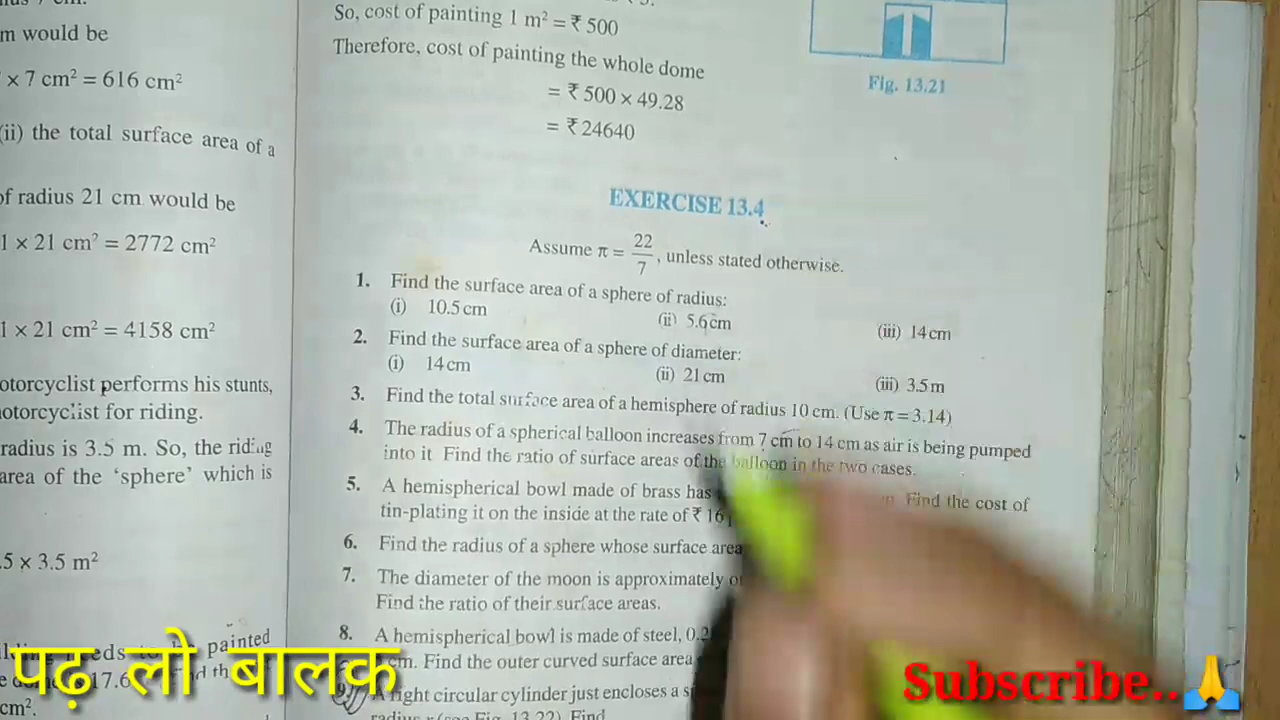 m would be
× 7 cm² = 616 cm²
(ii) the total surface area of a
of radius 21 cm would be
1 × 21 cm² = 2772 cm²
1 × 21 cm² = 4158 cm²
otorcyclist performs his stunts,
otorcyclist for riding.
radius is 3.5 m. So, the riding
area of the ‘sphere’ which is
.5 × 3.5 m²
painted
17.6
cm².
So, cost of painting 1 m² = ₹ 500
Therefore, cost of painting the whole dome
= ₹ 500 × 49.28
= ₹ 24640
Fig. 13.21
EXERCISE 13.4
Assume π = 22/7, unless stated otherwise.
1. Find the surface area of a sphere of radius:
(i) 10.5 cm (ii) 5.6 cm (iii) 14 cm
2. Find the surface area of a sphere of diameter:
(i) 14 cm (ii) 21 cm (iii) 3.5 m
3. Find the total surface area of a hemisphere of radius 10 cm. (Use π = 3.14)
4. The radius of a spherical balloon increases from 7 cm to 14 cm as air is being pumped
into it Find the ratio of surface areas of the balloon in the two cases.
5. A hemispherical bowl made of brass has Find the cost of
tin-plating it on the inside at the rate of ₹ 16
6. Find the radius of a sphere whose surface area
7. The diameter of the moon is approximately
Find the ratio of their surface areas.
8. A hemispherical bowl is made of steel, 0.2
cm. Find the outer curved surface area
9. A right circular cylinder just encloses a
radius r (see Fig. 13.22). Find
पढ़ लो बालक
Subscribe..